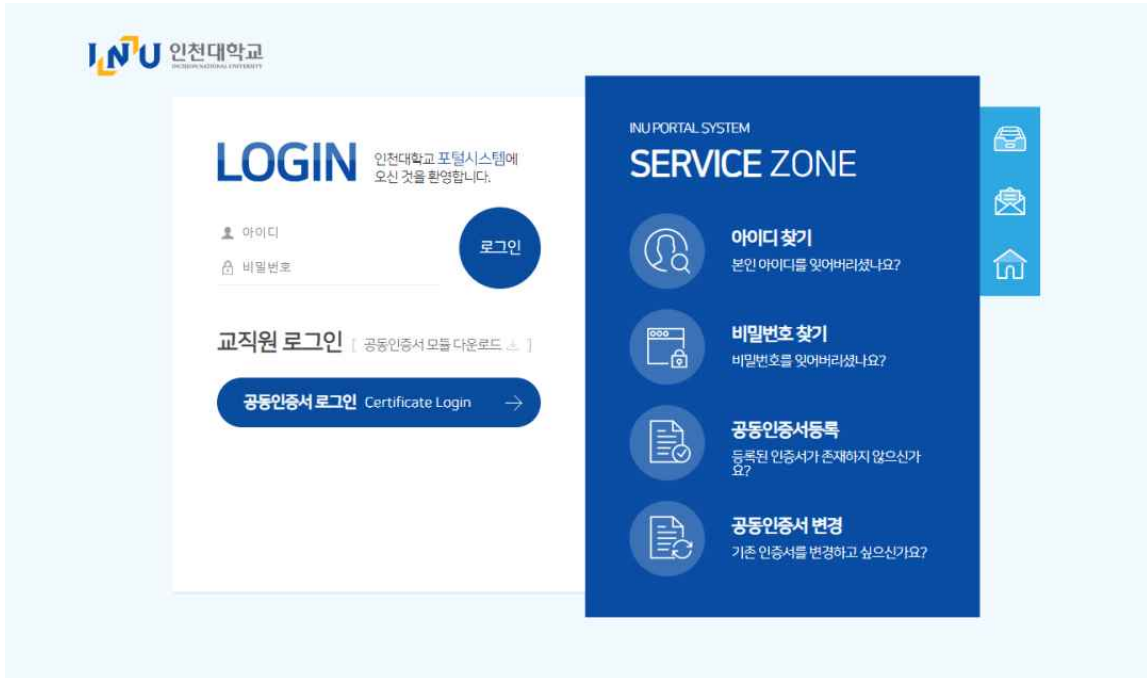 INU 인천대학교
INCHEON NATIONAL UNIVERSITY
LOGIN
인천대학교 포털시스템에
오신 것을 환영합니다.
아이디
비밀번호
로그인
교직원 로그인 [ 공동인증서 모듈 다운로드 ]
공동인증서 로그인 Certificate Login →
INU PORTAL SYSTEM
SERVICE ZONE
아이디 찾기
본인 아이디를 잊어버리셨나요?
비밀번호 찾기
비밀번호를 잊어버리셨나요?
공동인증서등록
등록된 인증서가 존재하지 않으신가
요?
공동인증서 변경
기존 인증서를 변경하고 싶으신가요?